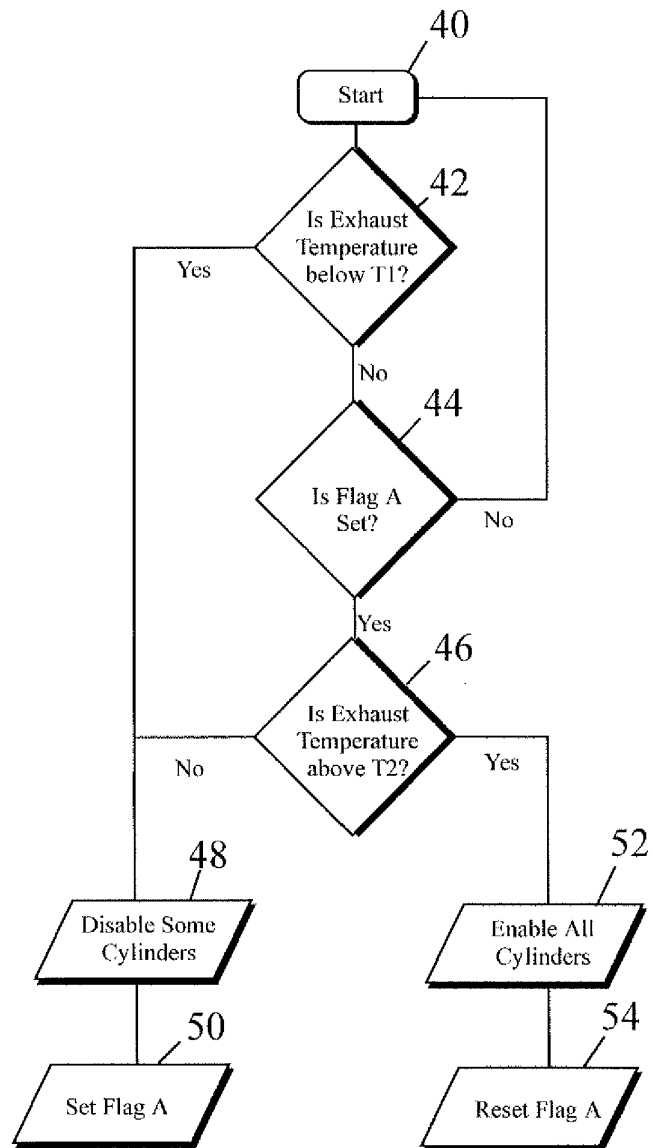 40
Start
42
Is Exhaust
Temperature
below T1?
Yes
No
44
Is Flag A
Set?
No
Yes
46
Is Exhaust
Temperature
above T2?
No
Yes
48
Disable Some
Cylinders
52
Enable All
Cylinders
50
Set Flag A
54
Reset Flag A